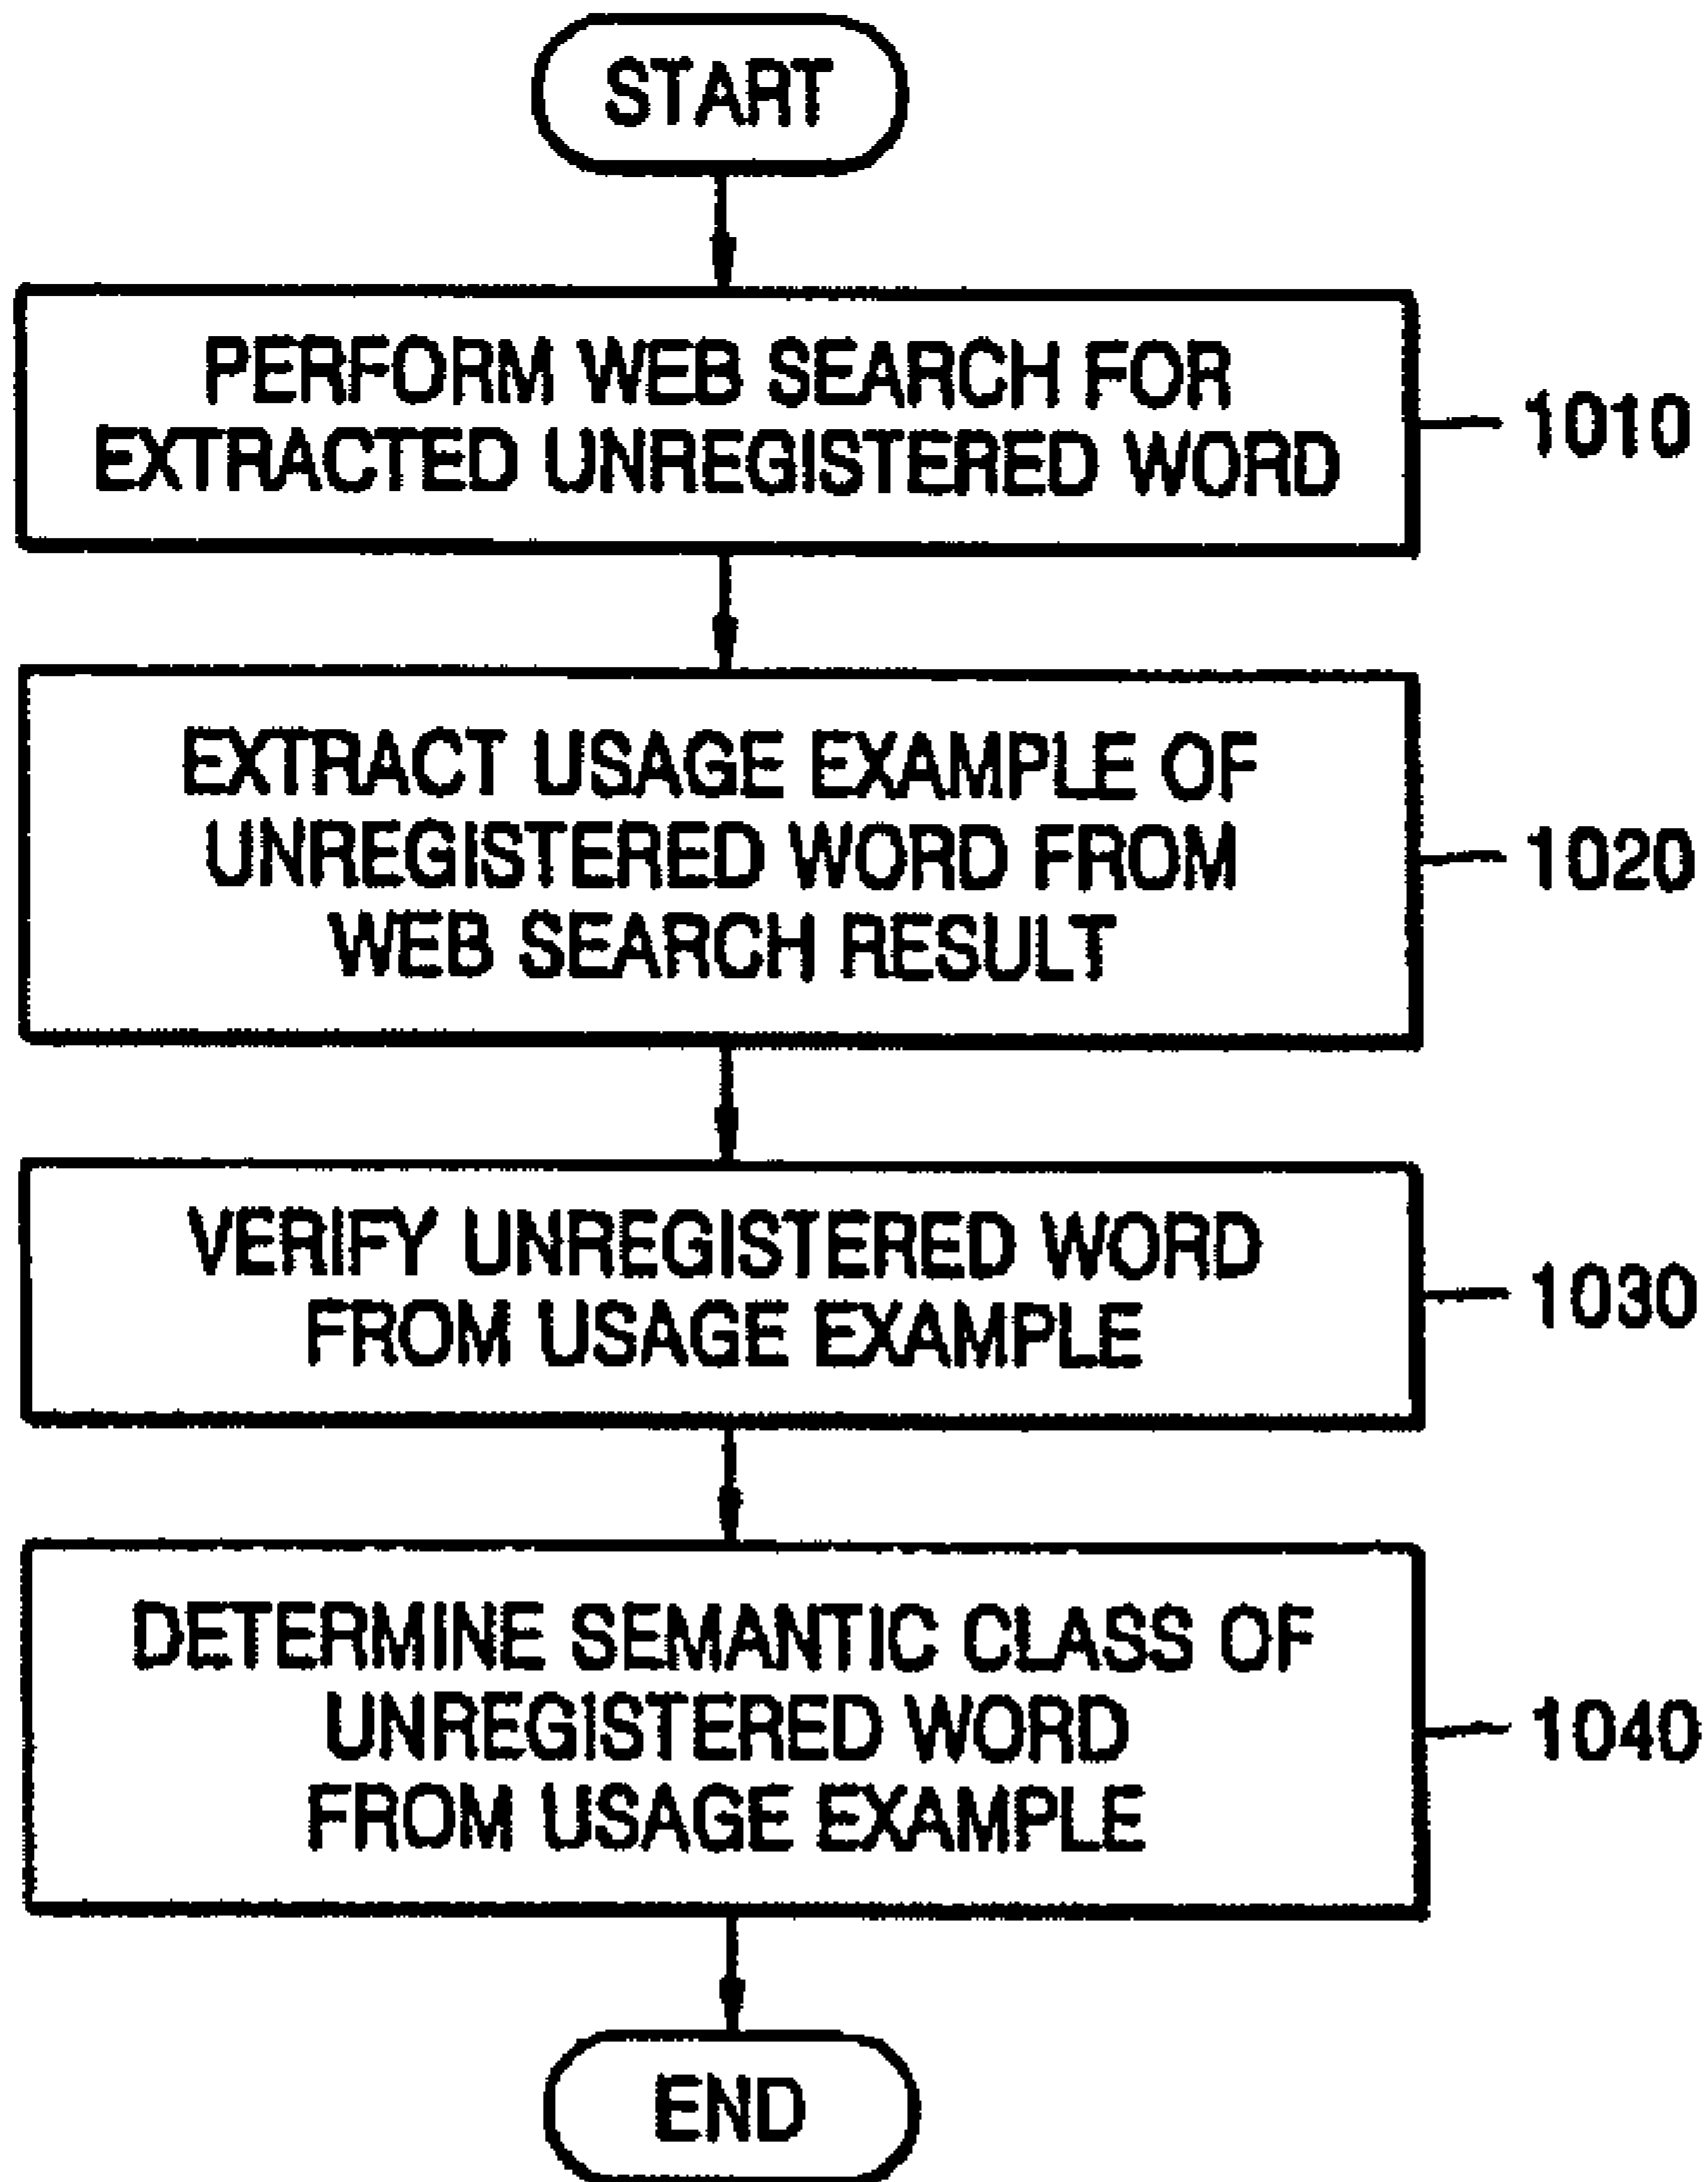 START
PERFORM WEB SEARCH FOR
EXTRACTED UNREGISTERED WORD
1010
EXTRACT USAGE EXAMPLE OF
UNREGISTERED WORD FROM
WEB SEARCH RESULT
1020
VERIFY UNREGISTERED WORD
FROM USAGE EXAMPLE
1030
DETERMINE SEMANTIC CLASS OF
UNREGISTERED WORD
FROM USAGE EXAMPLE
1040
END